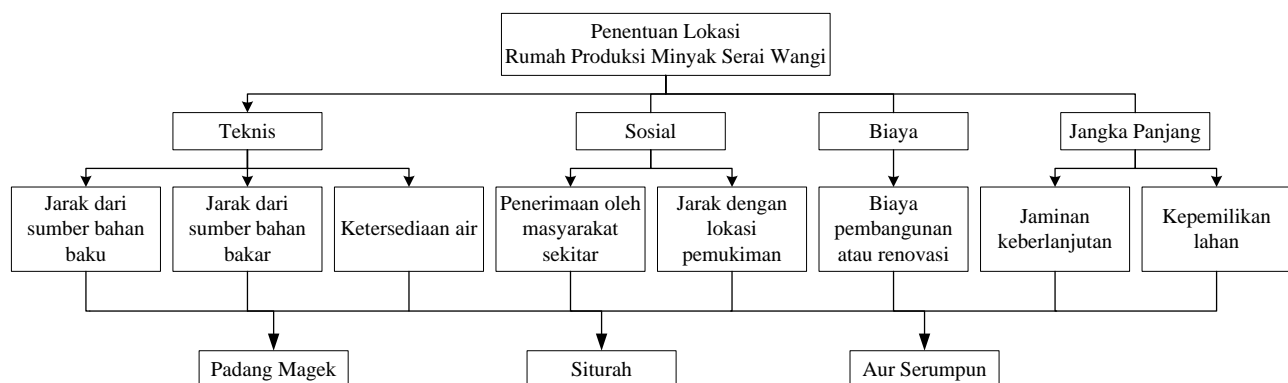 Penentuan Lokasi
Rumah Produksi Minyak Serai Wangi
Teknis
Sosial
Biaya
Jangka Panjang
Jarak dari
sumber bahan
baku
Jarak dari
sumber bahan
bakar
Ketersediaan air
Penerimaan oleh
masyarakat
sekitar
Jarak dengan
lokasi
pemukiman
Biaya
pembangunan
atau renovasi
Jaminan
keberlanjutan
Kepemilikan
lahan
Padang Magek
Siturah
Aur Serumpun